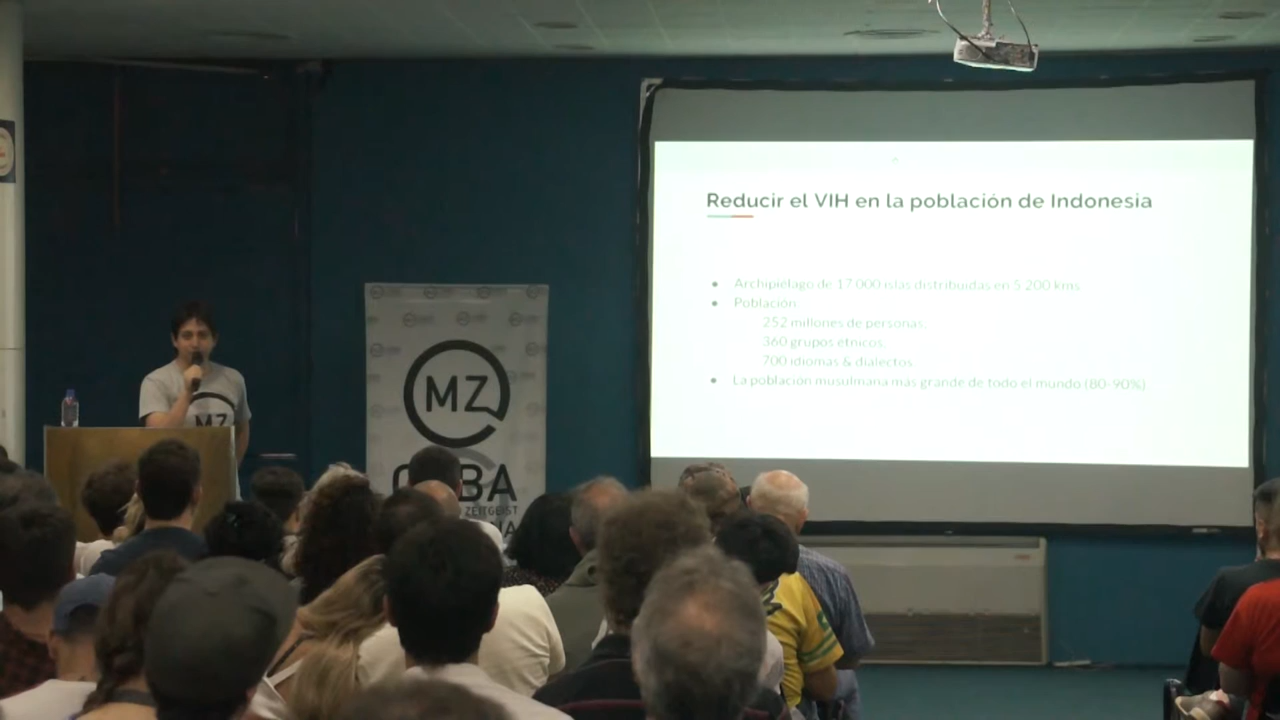 Reducir el VIH en la población de Indonesia
Archipiélago de 17 000 islas distribuidas en 5 200 kms
Población:
252 millones de personas;
360 grupos étnicos;
700 idiomas & dialectos
La población musulmana más grande de todo el mundo (80-90%)
MZ
MZ
ZEITGEIST